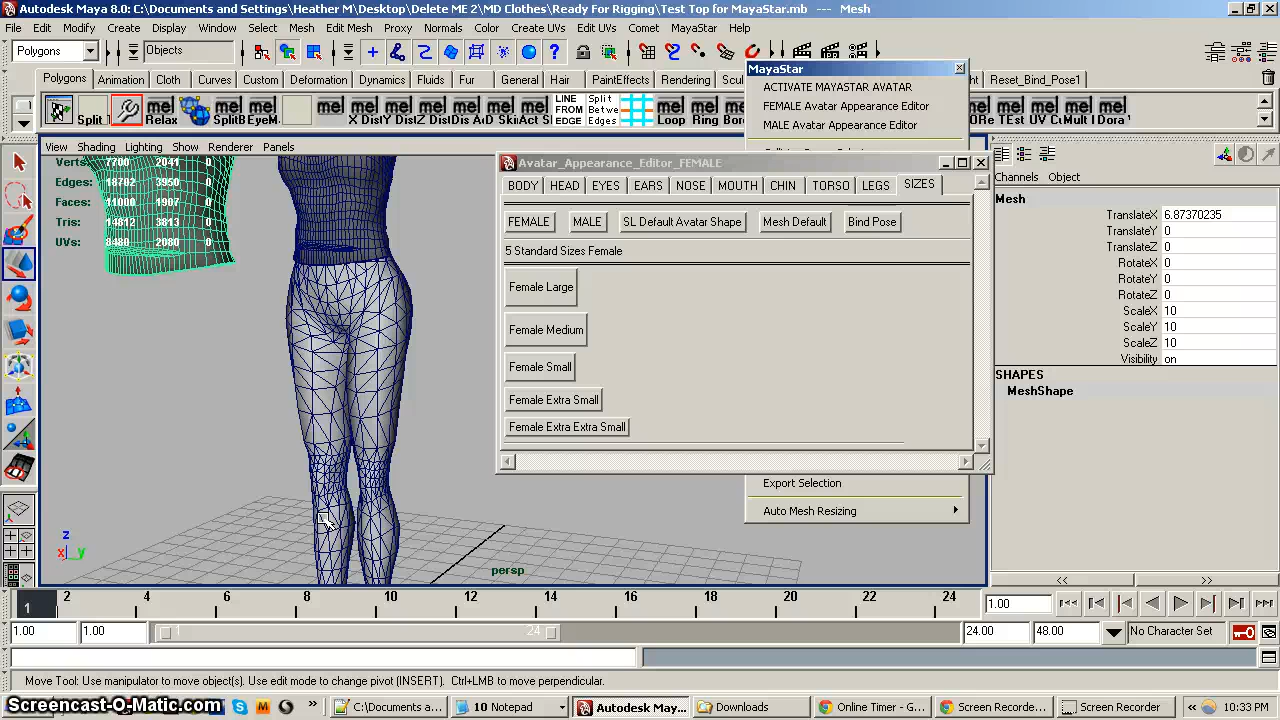 Autodesk Maya 8.0: C:\Documents and Settings\Heather M\Desktop\Delete ME 2\MD Clothes\Ready For Rigging\Test Top for MayaStar.mb --- Mesh
File Edit Modify Create Display Window Select Mesh Edit Mesh Proxy Normals Color Create UVs Edit UVs Comet MayaStar Help
Polygons Objects
Polygons Animation Cloth Curves Custom Deformation Dynamics Fluids Fur General Hair PaintEffects Rendering Reset_Bind_Pose1
Split mel Relax SplitB EyeM LINE FROM EDGE Split Betwe Edges Loop Ring
MayaStar
ACTIVATE MAYASTAR AVATAR
FEMALE Avatar Appearance Editor
MALE Avatar Appearance Editor
View Shading Lighting Show Renderer Panels
Verts: 7700 2041 0
Edges: 18702 3950 0
Faces: 11000 1907 0
Tris: 14812 3813 0
UVs: 8480 2080 0
Avatar_Appearance_Editor_FEMALE
BODY HEAD EYES EARS NOSE MOUTH CHIN TORSO LEGS SIZES
FEMALE MALE SL Default Avatar Shape Mesh Default Bind Pose
5 Standard Sizes Female
Female Large
Female Medium
Female Small
Female Extra Small
Female Extra Extra Small
Export Selection
Auto Mesh Resizing
Channels Object
Mesh
TranslateX 6.87370235
TranslateY 0
TranslateZ 0
RotateX 0
RotateY 0
RotateZ 0
ScaleX 10
ScaleY 10
ScaleZ 10
Visibility on
SHAPES
MeshShape
z
x y
persp
1 2 4 6 8 10 12 14 16 18 20 22 24 1.00
1.00 1.00 1 24 24.00 48.00 No Character Set
Move Tool: Use manipulator to move object(s). Use edit mode to change pivot (INSERT). Ctrl+LMB to move perpendicular.
Screencast-O-Matic.com C:\Documents a... 10 Notepad Autodesk May... Downloads Online Timer - G... Screen Recorde... Screen Recorder 10:33 PM